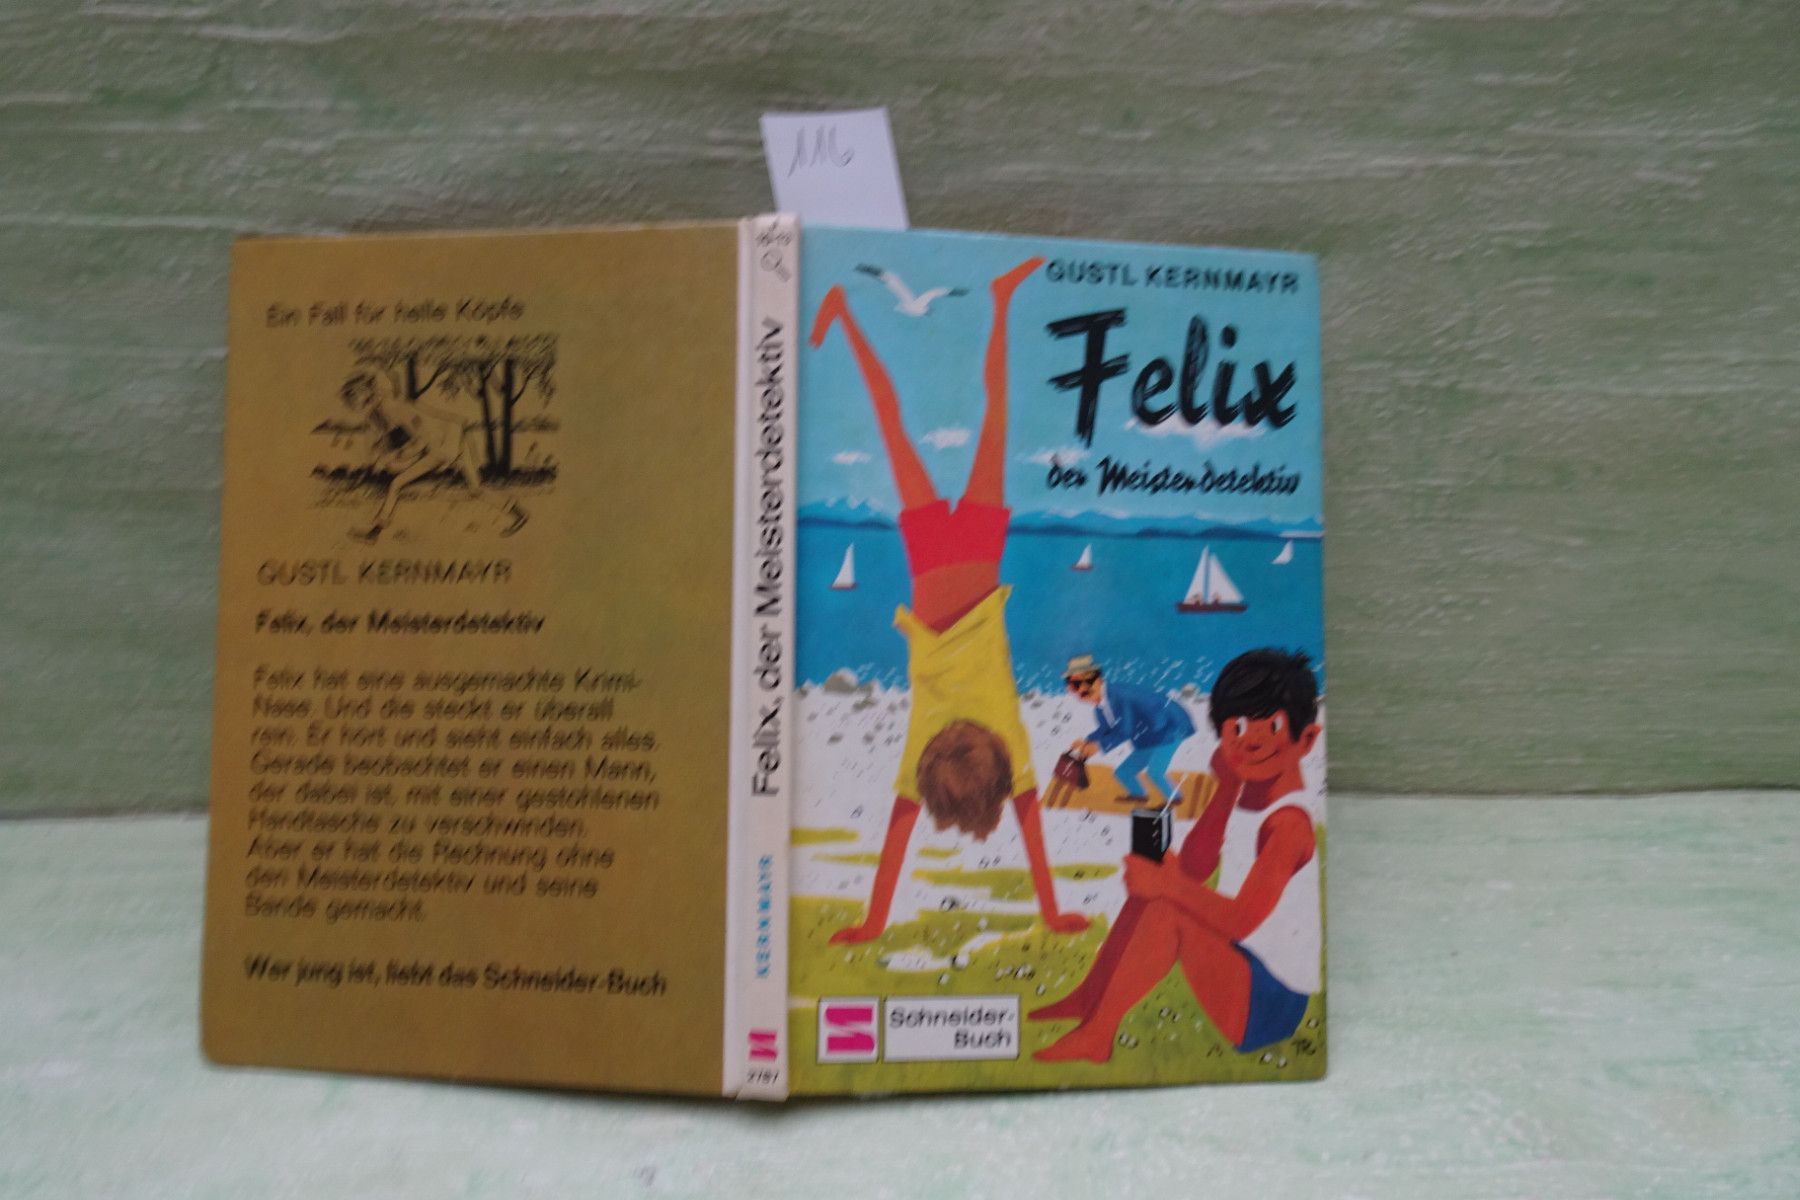 116
Ein Fall für helle Köpfe
GUSTL KERNMAYR
Felix, der Meisterdetektiv
Felix hat eine ausgemachte Krimi-
Nase. Und die steckt er überall
rein. Er hört und sieht einfach alles.
Gerade beobachtet er einen Mann,
der dabei ist, mit einer gestohlenen
Handtasche zu verschwinden.
Aber er hat die Rechnung ohne
den Meisterdetektiv und seine
Bande gemacht.
Wer jung ist, liebt das Schneider-Buch
Felix, der Meisterdetektiv
KERNMAYR
2787
GUSTL KERNMAYR
Felix
der Meisterdetektiv
Schneider-
Buch